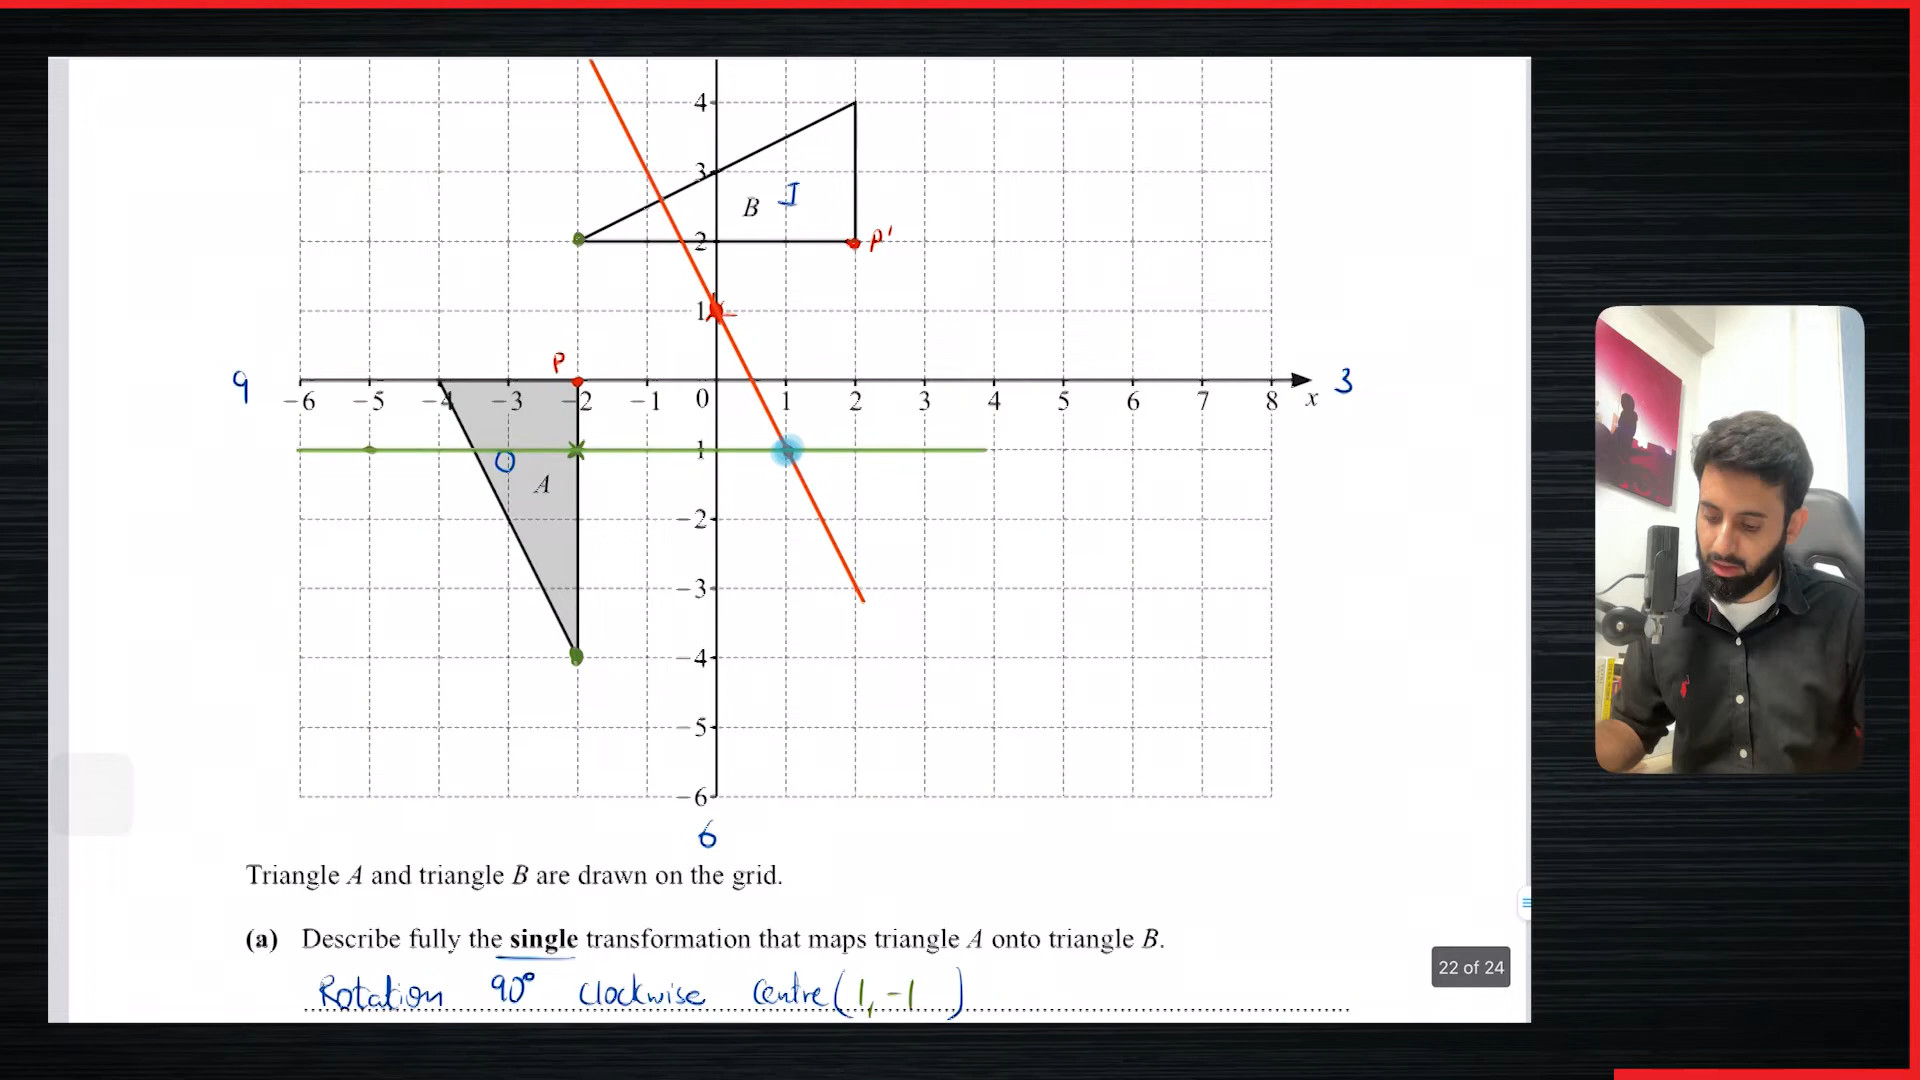 4
3
B I
2
P'
1
P
9
-6 -5 -4 -3 -2 -1 0 1 2 3 4 5 6 7 8 x
3
1
O
A
-2
-3
-4
-5
-6
6
Triangle A and triangle B are drawn on the grid.
(a) Describe fully the single transformation that maps triangle A onto triangle B.
22 of 24
Rotation 90° Clockwise Centre (1, -1)